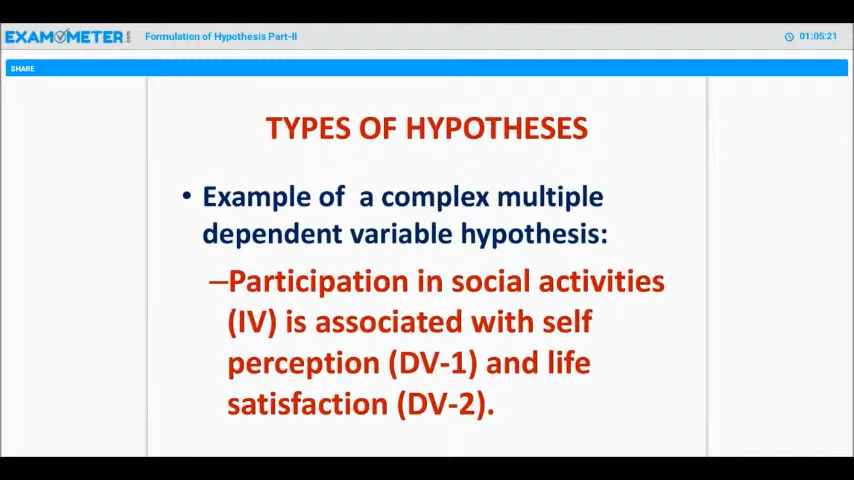 EXAMOMETER.com
Formulation of Hypothesis Part-II
01:05:21
SHARE
TYPES OF HYPOTHESES
• Example of a complex multiple
dependent variable hypothesis:
–Participation in social activities
(IV) is associated with self
perception (DV-1) and life
satisfaction (DV-2).